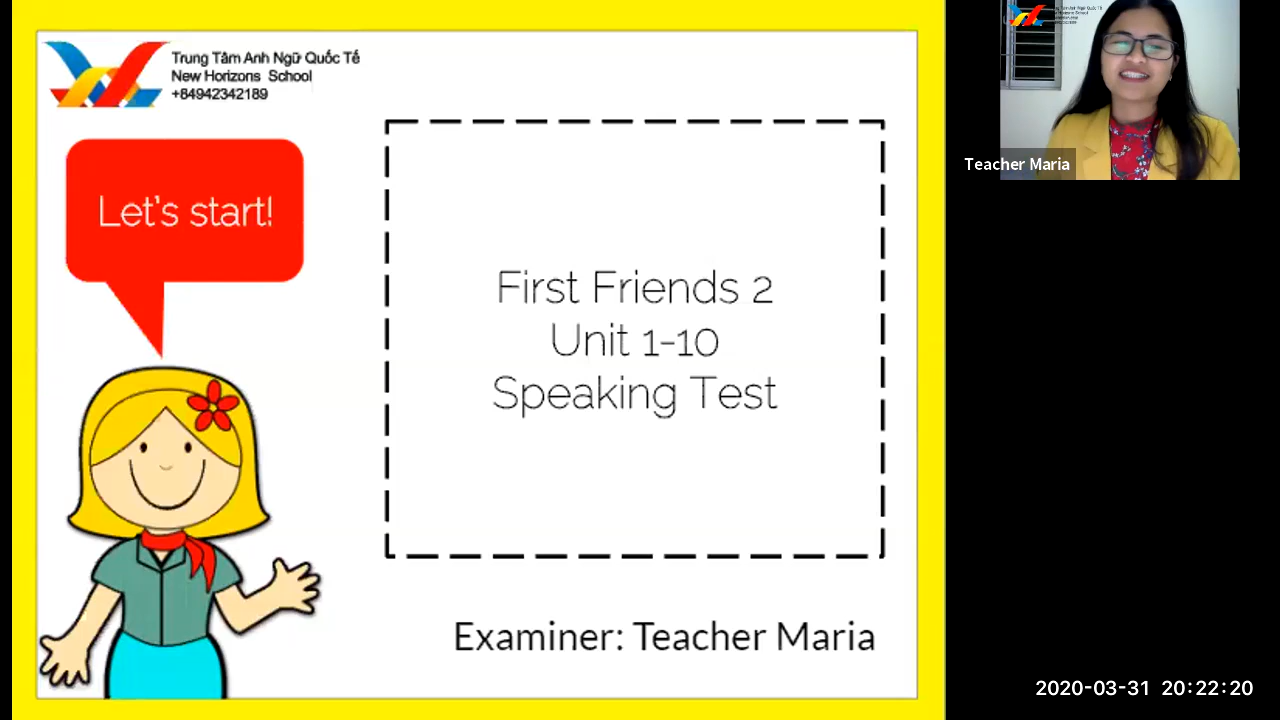 Trung Tâm Anh Ngữ Quốc Tế
New Horizons School
+84942342189
Let's start!
First Friends 2
Unit 1-10
Speaking Test
Examiner: Teacher Maria
Teacher Maria
2020-03-31 20:22:20